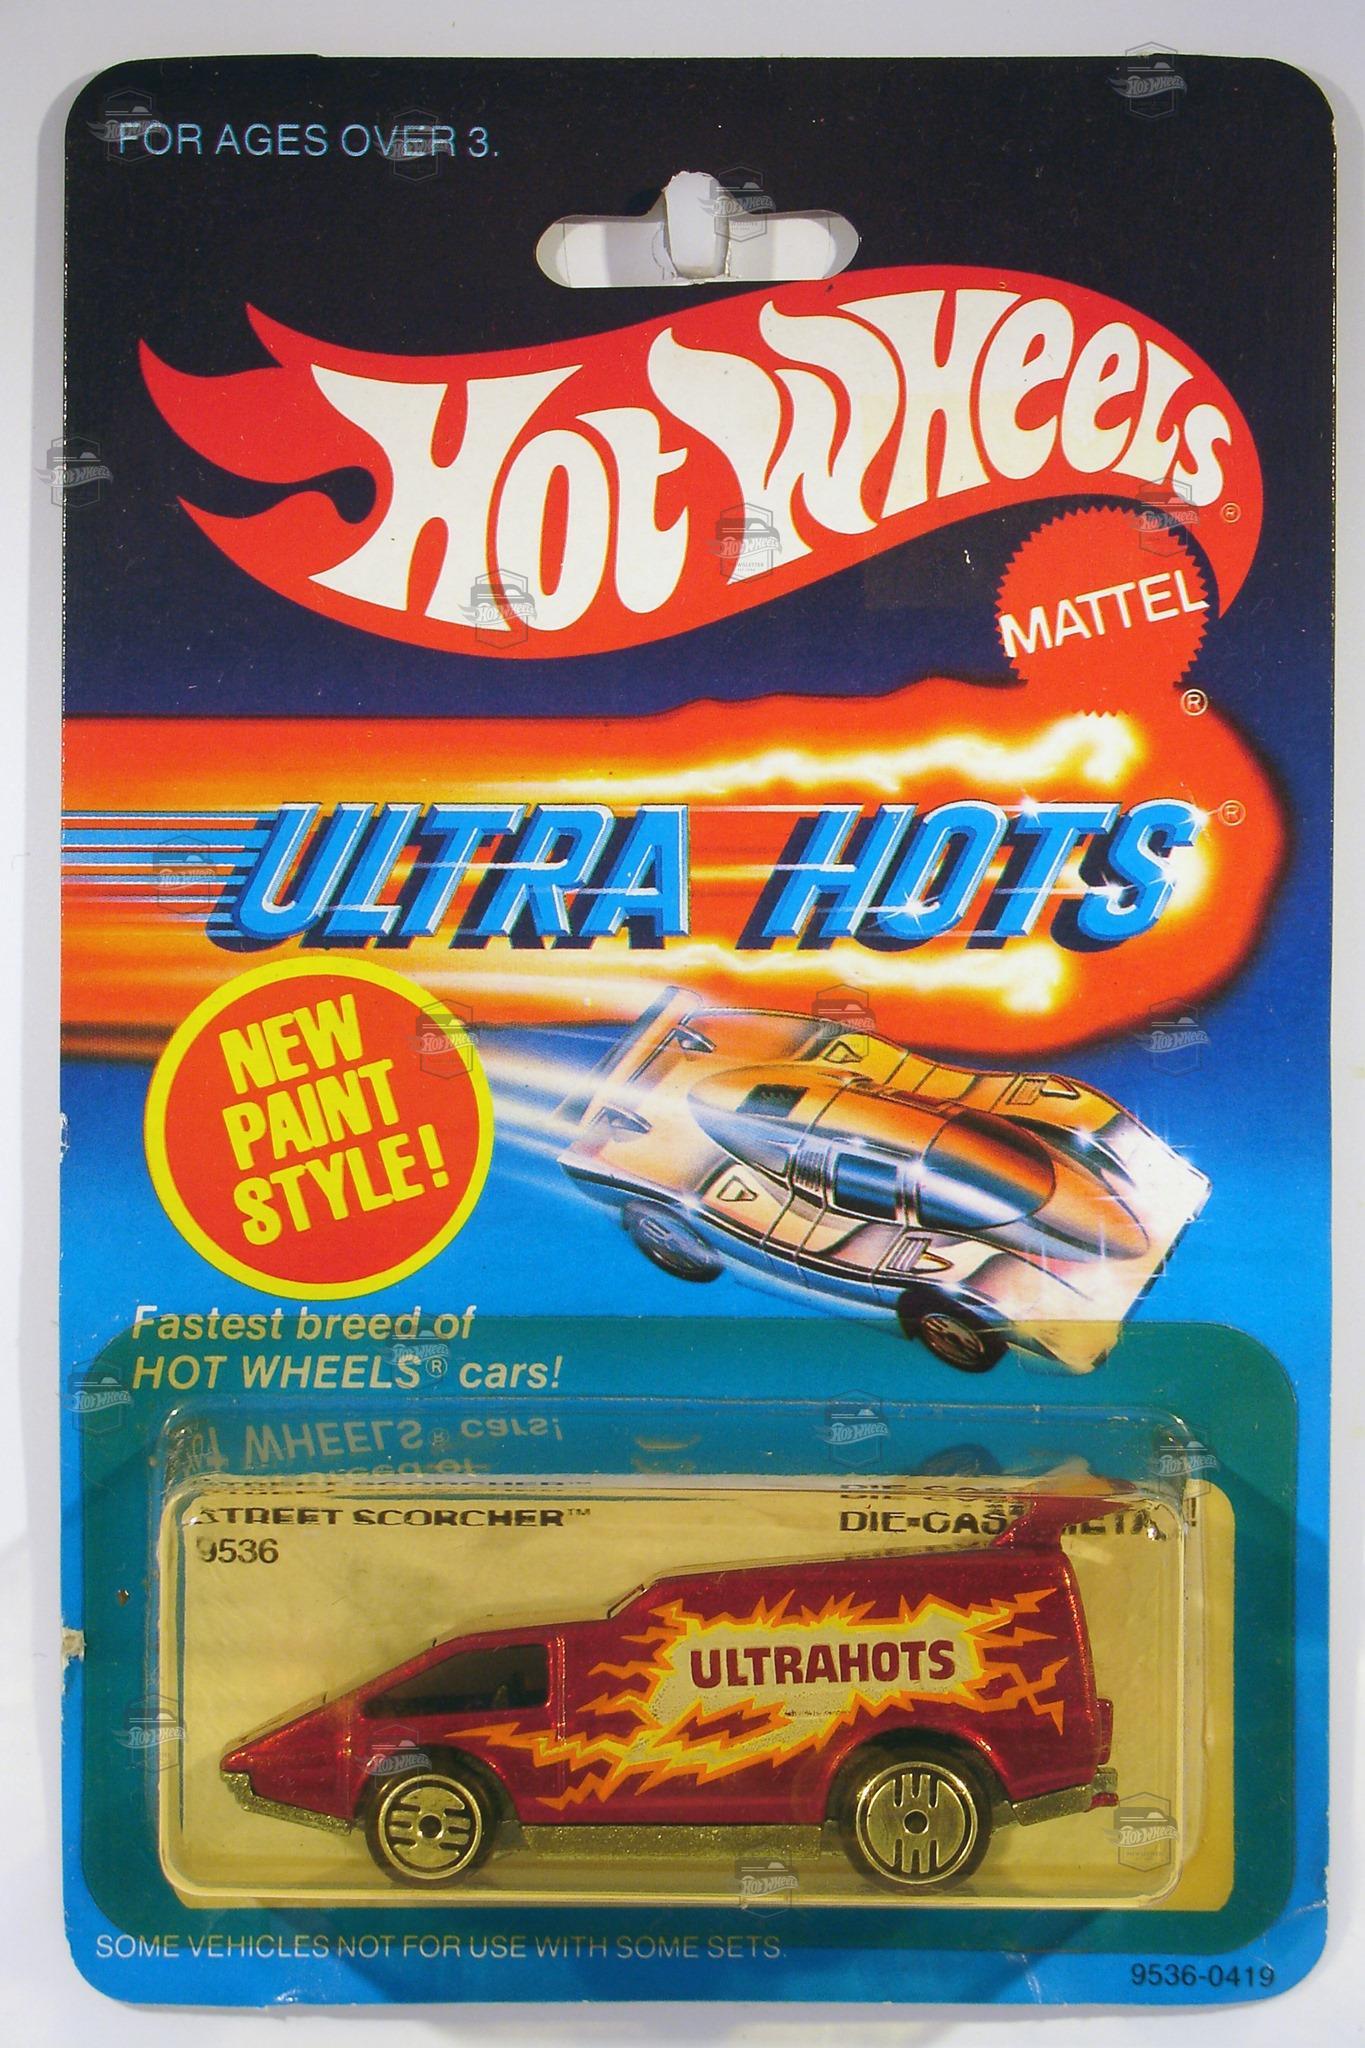 FOR AGES OVER 3.
HOT WHEELS ®
MATTEL ®
ULTRA HOTS ®
NEW
PAINT
STYLE!
Fastest breed of
HOT WHEELS® cars!
STREET SCORCHER™
9536
DIE-CAST METAL!
ULTRAHOTS
SOME VEHICLES NOT FOR USE WITH SOME SETS.
9536-0419